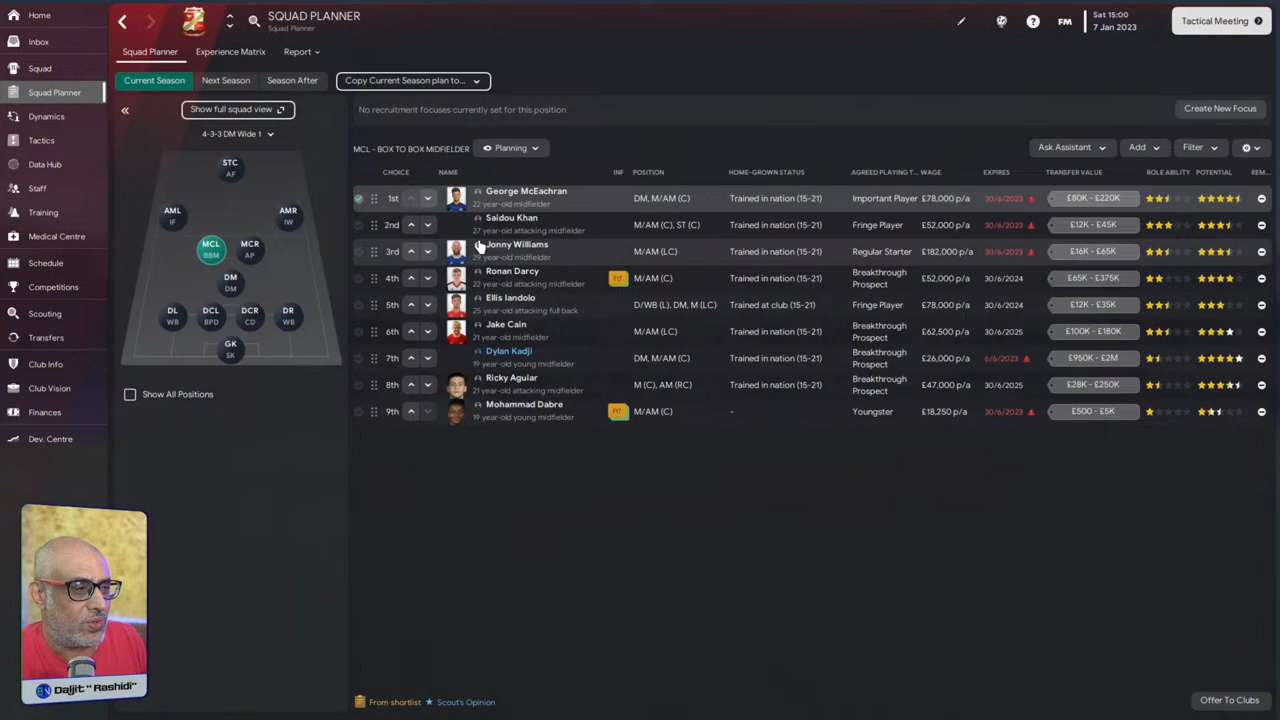 Home
SQUAD PLANNER
Squad Planner
FM
Sat 15:00
7 Jan 2023
Tactical Meeting
Inbox
Squad
Squad Planner
Dynamics
Tactics
Data Hub
Staff
Training
Medical Centre
Schedule
Competitions
Scouting
Transfers
Club Info
Club Vision
Finances
Dev. Centre
Squad Planner Experience Matrix Report
Current Season Next Season Season After Copy Current Season plan to...
Show full squad view
4-3-3 DM Wide 1
STC
AF
AML
IF
AMR
IW
MCL
BBM
MCR
AP
DM
DM
DL
WB
DCL
BPD
DCR
CD
DR
WB
GK
SK
Show All Positions
No recruitment focuses currently set for this position
Create New Focus
MCL - BOX TO BOX MIDFIELDER
Planning
Ask Assistant Add Filter
CHOICE NAME INF POSITION HOME-GROWN STATUS AGREED PLAYING T... WAGE EXPIRES TRANSFER VALUE ROLE ABILITY POTENTIAL REM...
1st George McEachran DM, M/AM (C) Trained in nation (15-21) Important Player £78,000 p/a 30/6/2023 £80K - £220K
22 year-old midfielder
2nd Saidou Khan M/AM (C), ST (C) Trained in nation (15-21) Fringe Player £52,000 p/a 30/6/2023 £12K - £45K
27 year-old attacking midfielder
3rd Jonny Williams M/AM (LC) Trained in nation (15-21) Regular Starter £182,000 p/a 30/6/2023 £16K - £65K
29 year-old midfielder
4th Ronan Darcy M/AM (C) Trained in nation (15-21) Breakthrough Prospect £52,000 p/a 30/6/2024 £65K - £375K
22 year-old attacking midfielder
5th Ellis Iandolo D/WB (L), DM, M (LC) Trained at club (15-21) Fringe Player £78,000 p/a 30/6/2023 £12K - £35K
25 year-old attacking full back
6th Jake Cain M/AM (LC) Trained in nation (15-21) Breakthrough Prospect £62,500 p/a 30/6/2025 £100K - £180K
21 year-old midfielder
7th Dylan Kadji DM, M/AM (C) Trained in nation (15-21) Breakthrough Prospect £26,000 p/a 6/6/2023 £950K - £2M
19 year-old young midfielder
8th Ricky Aguiar M (C), AM (RC) Trained in nation (15-21) Breakthrough Prospect £47,000 p/a 30/6/2025 £28K - £250K
21 year-old attacking midfielder
9th Mohammad Dabre M/AM (C) - Youngster £18,250 p/a 30/6/2023 £500 - £5K
19 year-old young midfielder
From shortlist Scout's Opinion
Offer To Clubs
Daljit "Rashidi"